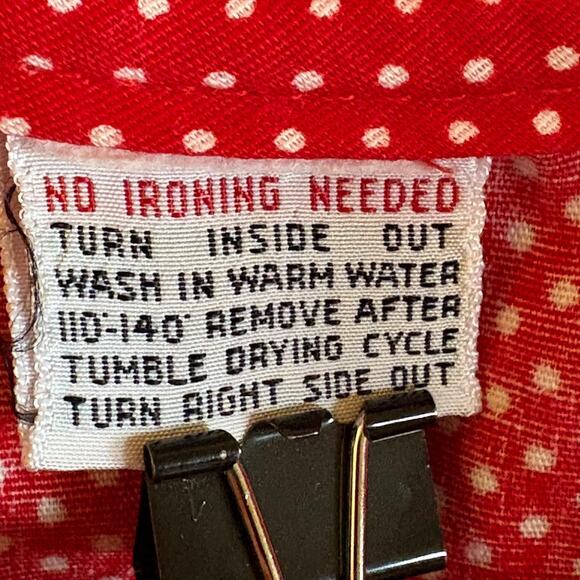 NO IRONING NEEDED
TURN INSIDE OUT
WASH IN WARM WATER
110°-140° REMOVE AFTER
TUMBLE DRYING CYCLE
TURN RIGHT SIDE OUT